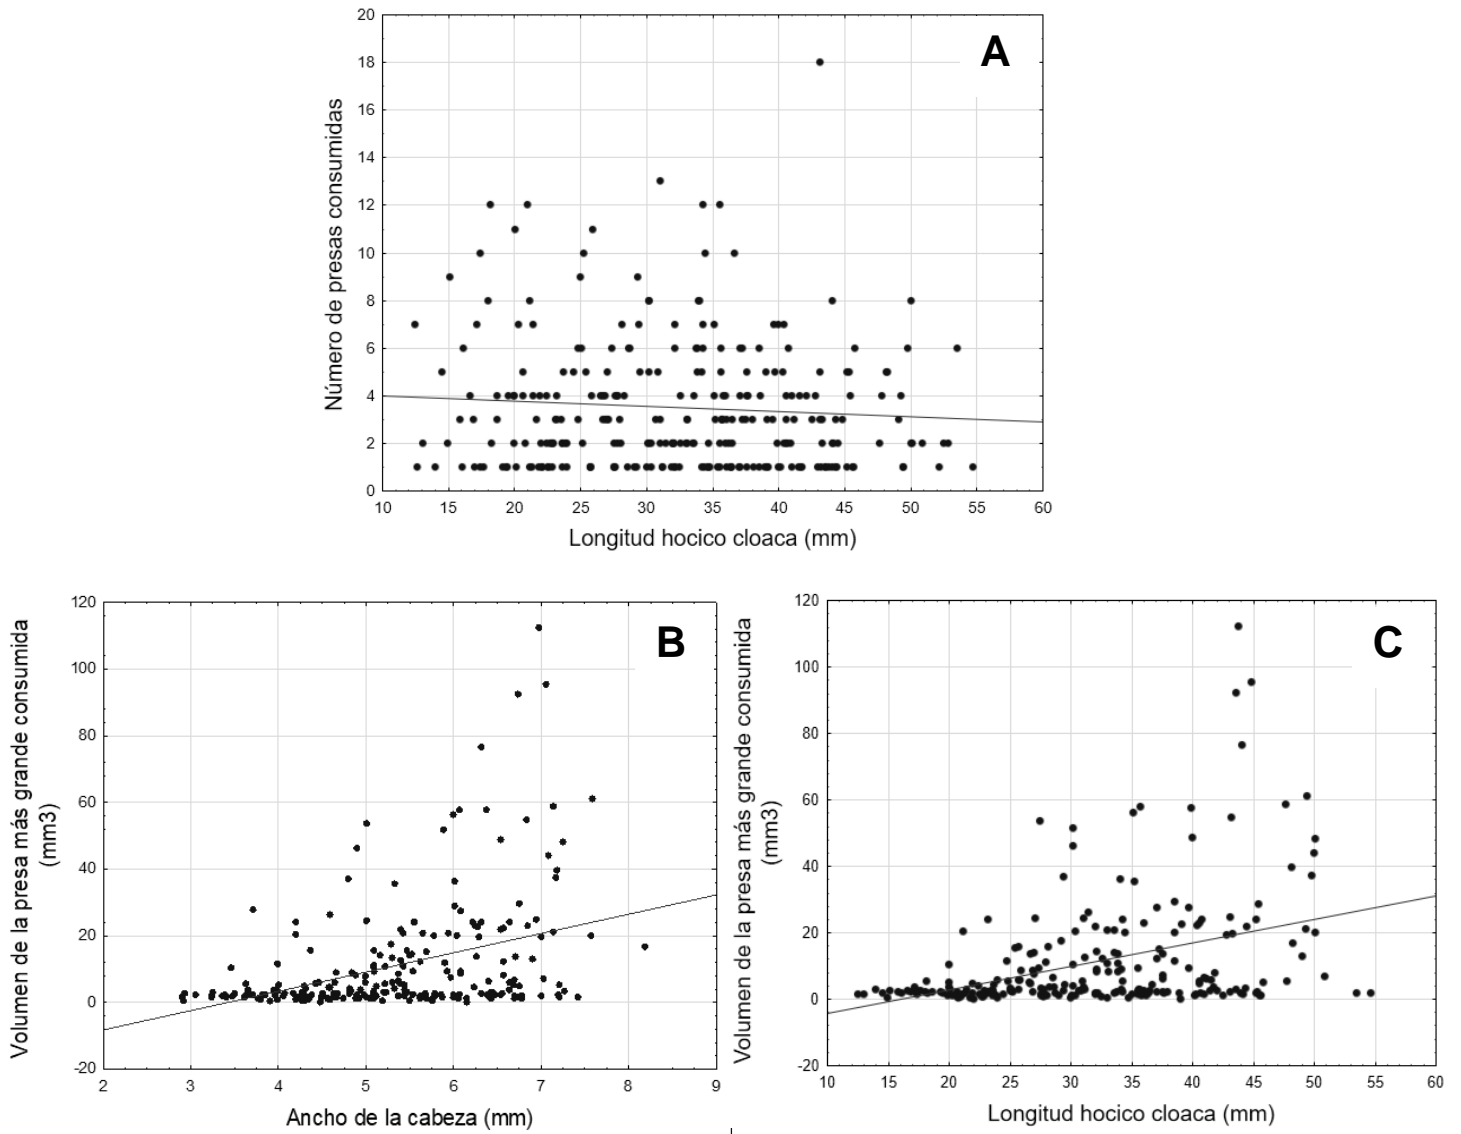 A
Número de presas consumidas
20
18
16
14
12
10
8
6
4
2
0
10 15 20 25 30 35 40 45 50 55 60
Longitud hocico cloaca (mm)
B
Volumen de la presa más grande consumida
(mm3)
120
100
80
60
40
20
0
-20
2 3 4 5 6 7 8 9
Ancho de la cabeza (mm)
C
Volumen de la presa más grande consumida
(mm3)
120
100
80
60
40
20
0
-20
10 15 20 25 30 35 40 45 50 55 60
Longitud hocico cloaca (mm)